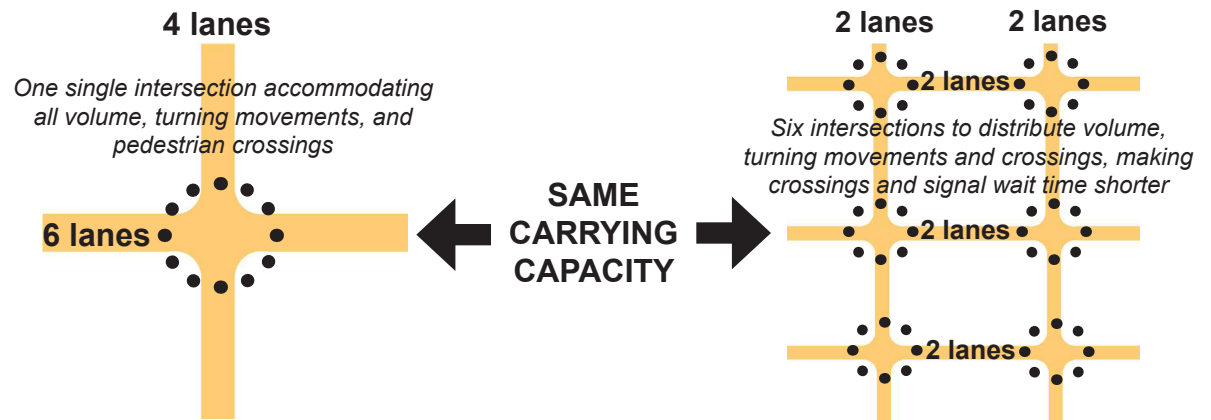 4 lanes
One single intersection accommodating
all volume, turning movements, and
pedestrian crossings
6 lanes
SAME
CARRYING
CAPACITY
2 lanes
2 lanes
2 lanes
Six intersections to distribute volume,
turning movements and crossings, making
crossings and signal wait time shorter
2 lanes
2 lanes